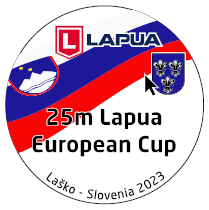 L LAPUA
25m Lapua
European Cup
Laško - Slovenia 2023